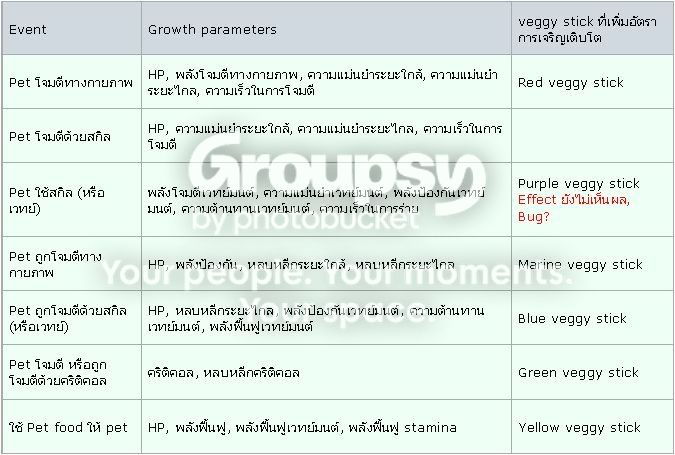 Event
Growth parameters
veggy stick ที่เพิ่มอัตรา
การเจริญเติบโต
Pet โจมตีทางกายภาพ
HP, พลังโจมตีทางกายภาพ, ความแม่นยำระยะใกล้, ความแม่นยำ
ระยะไกล, ความเร็วในการโจมตี
Red veggy stick
Pet โจมตีด้วยสกิล
HP, ความแม่นยำระยะใกล้, ความแม่นยำระยะไกล, ความเร็วในการ
โจมตี
Pet ใช้สกิล (หรือ
เวทย์)
พลังโจมตีเวทย์มนต์, ความแม่นยำเวทย์มนต์, พลังป้องกันเวทย์
มนต์, ความต้านทานเวทย์มนต์, ความเร็วในการร่าย
Purple veggy stick
Effect ยังไม่เห็นผล,
Bug?
Pet ถูกโจมตีทาง
กายภาพ
HP, พลังป้องกัน, หลบหลีกระยะใกล้, หลบหลีกระยะไกล
Marine veggy stick
Pet ถูกโจมตีด้วยสกิล
(หรือเวทย์)
HP, หลบหลีกระยะไกล, พลังป้องกันเวทย์มนต์, ความต้านทาน
เวทย์มนต์, พลังฟื้นฟูเวทย์มนต์
Blue veggy stick
Pet โจมตี หรือถูก
โจมตีด้วยคริติคอล
คริติคอล, หลบหลีกคริติคอล
Green veggy stick
ใช้ Pet food ให้ pet
HP, พลังฟื้นฟู, พลังฟื้นฟูเวทย์มนต์, พลังฟื้นฟู stamina
Yellow veggy stick
Groupsy
by photobucket
Your people. Your moments.
Your space.